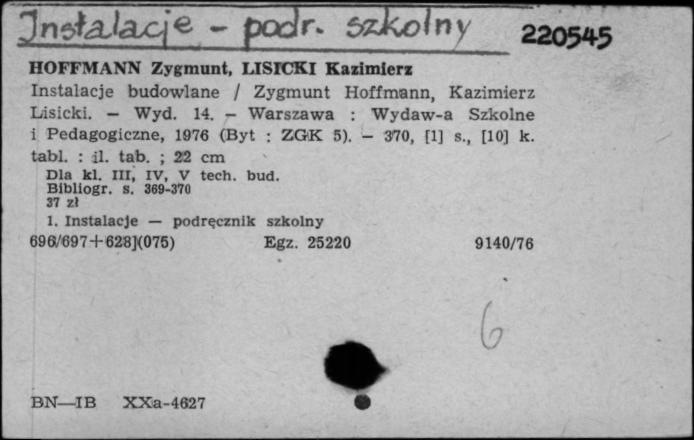 Instalacje - podr. szkolny
220545
HOFFMANN Zygmunt, LISICKI Kazimierz
Instalacje budowlane / Zygmunt Hoffmann, Kazimierz
Lisicki. — Wyd. 14. — Warszawa : Wydaw-a Szkolne
i Pedagogiczne, 1976 (Byt : ZGK 5). — 370, [1] s., [10] k.
tabl. : il. tab. ; 22 cm
Dla kl. III, IV, V tech. bud.
Bibliogr. s. 369-370
37 zł
1. Instalacje — podręcznik szkolny
696/697+628](075) Egz. 25220 9140/76
6
BN—IB XXa-4627